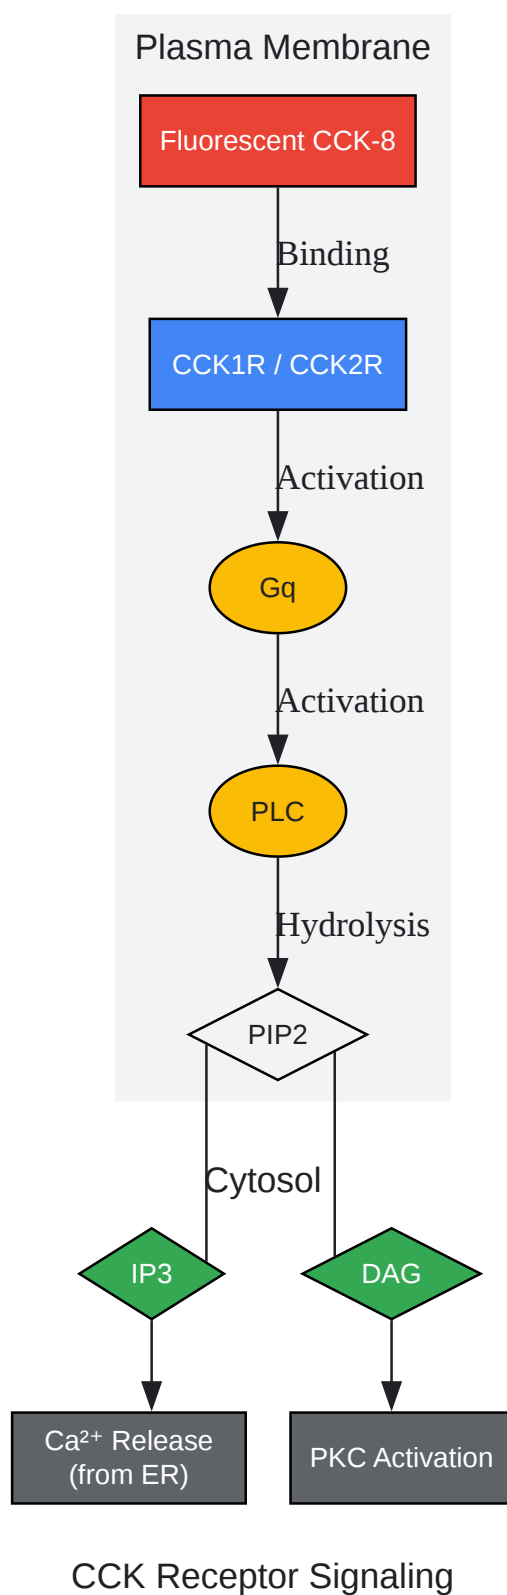 Plasma Membrane
Fluorescent CCK-8
Binding
CCK1R / CCK2R
Activation
Gq
Activation
PLC
Hydrolysis
PIP2
Cytosol
IP3
DAG
Ca²⁺ Release
(from ER)
PKC Activation
CCK Receptor Signaling